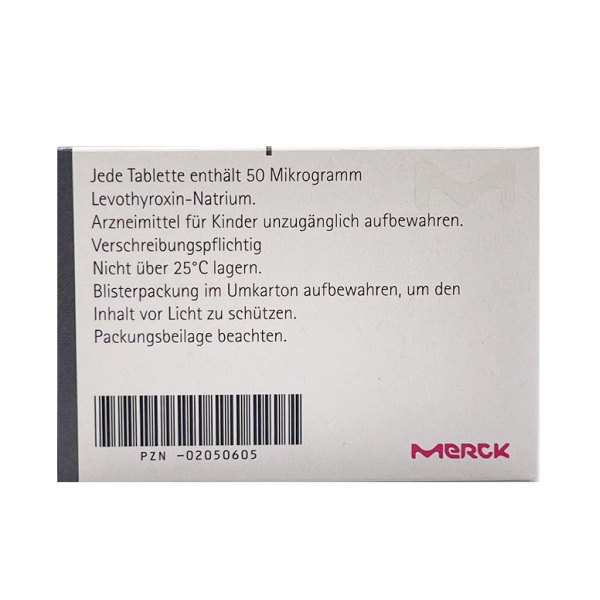 Jede Tablette enthält 50 Mikrogramm
Levothyroxin-Natrium.
Arzneimittel für Kinder unzugänglich aufbewahren.
Verschreibungspflichtig
Nicht über 25°C lagern.
Blisterpackung im Umkarton aufbewahren, um den
Inhalt vor Licht zu schützen.
Packungsbeilage beachten.
PZN -02050605
MERCK